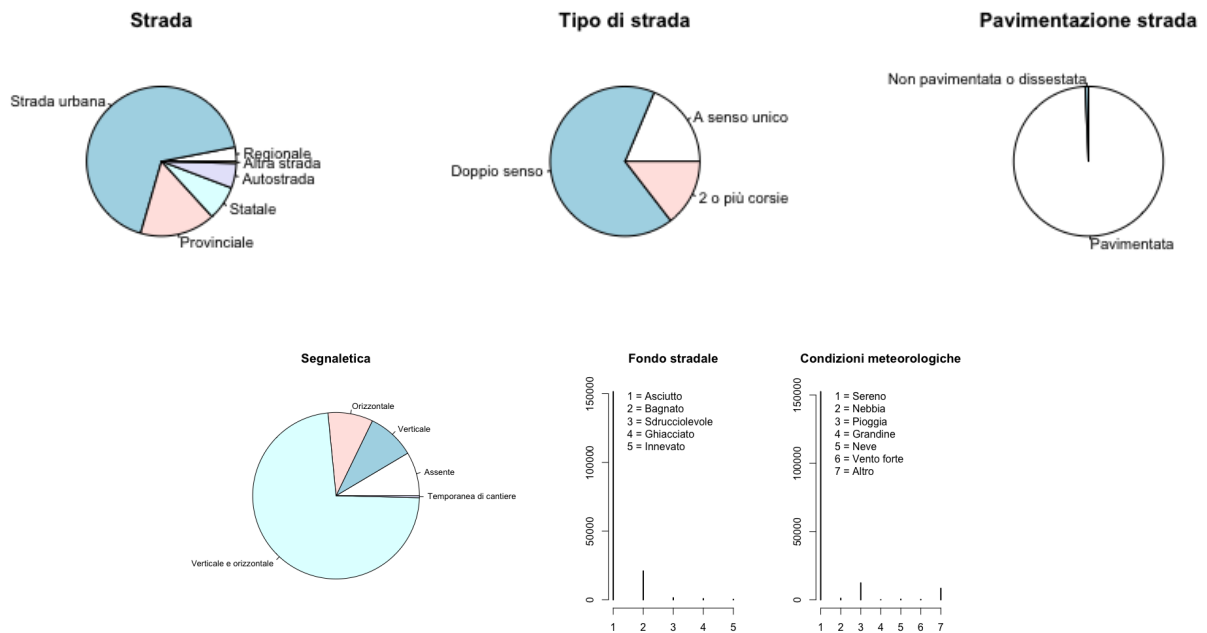 Strada
Strada urbana
Regionale
Altra strada
Autostrada
Statale
Provinciale
Tipo di strada
A senso unico
Doppio senso
2 o più corsie
Pavimentazione strada
Non pavimentata o dissestata
Pavimentata
Segnaletica
Orizzontale
Verticale
Assente
Temporanea di cantiere
Verticale e orizzontale
Fondo stradale
1 = Asciutto
2 = Bagnato
3 = Sdrucciolevole
4 = Ghiacciato
5 = Innevato
150000
100000
50000
0
1 2 3 4 5
Condizioni meteorologiche
1 = Sereno
2 = Nebbia
3 = Pioggia
4 = Grandine
5 = Neve
6 = Vento forte
7 = Altro
150000
100000
50000
0
1 2 3 4 5 6 7